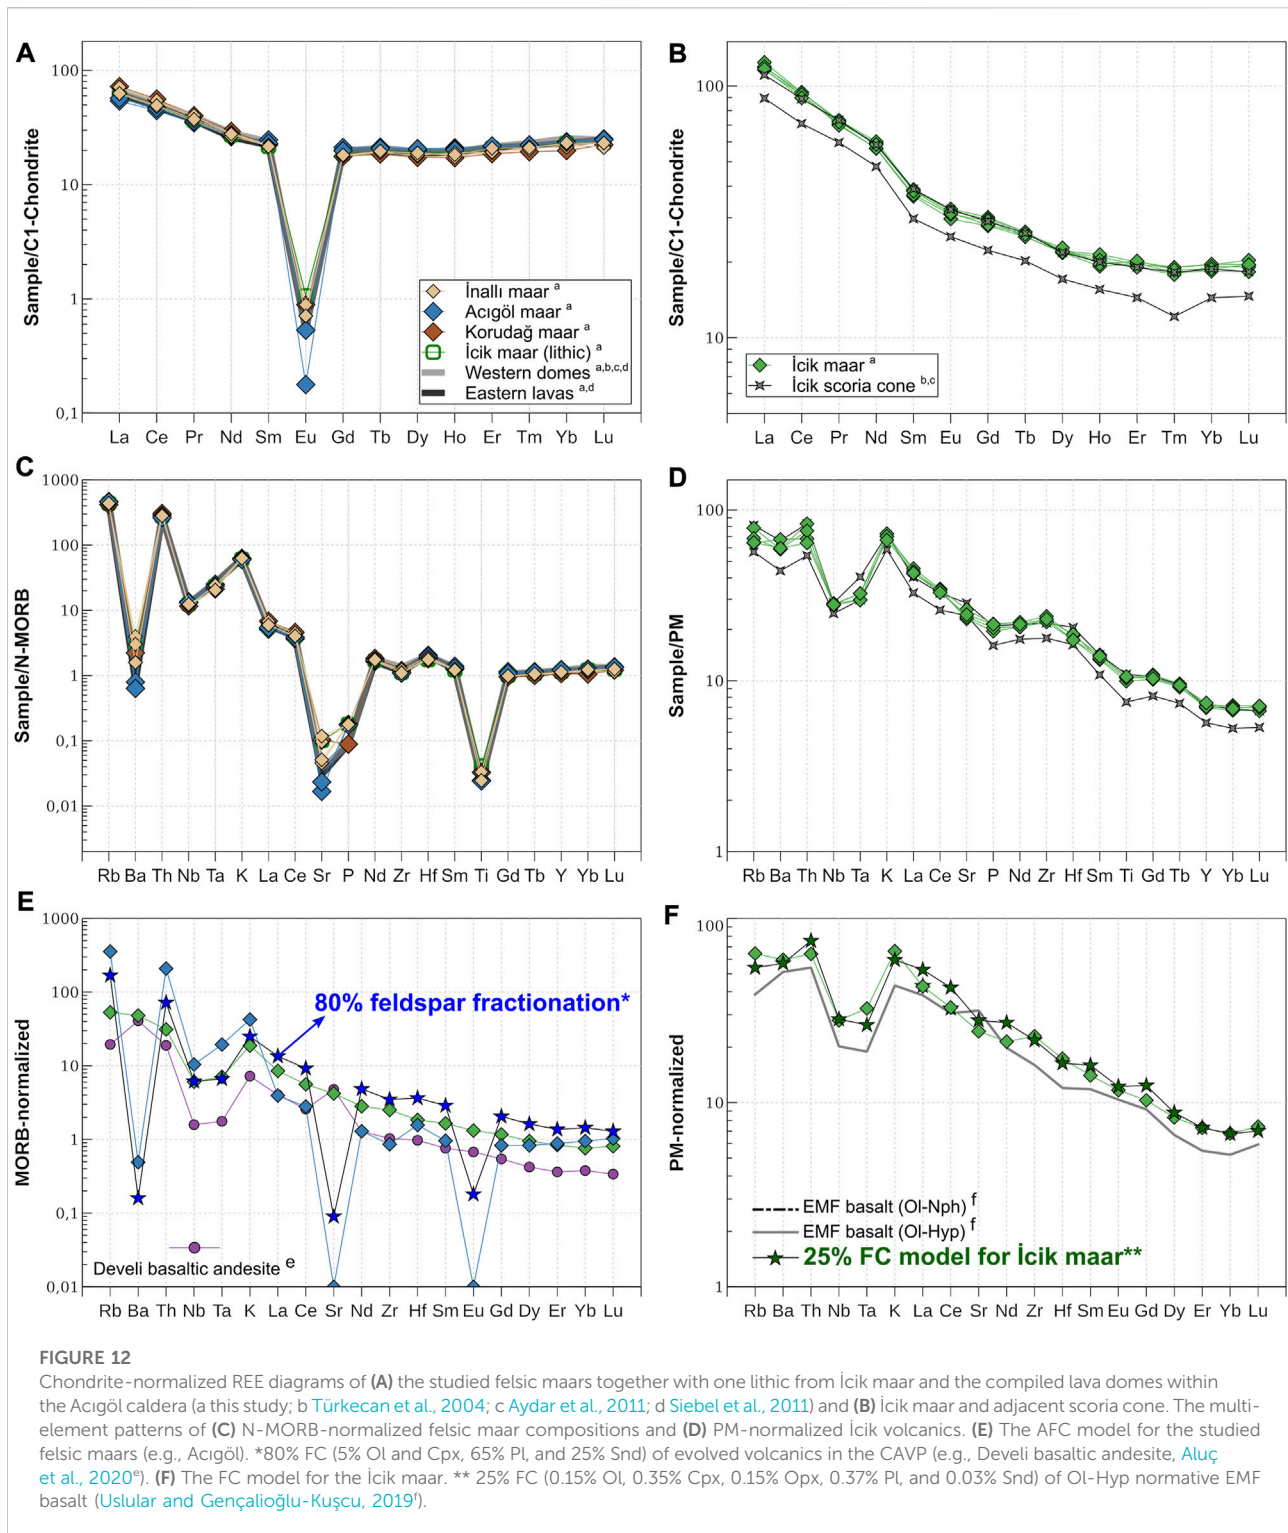 A
Sample/C1-Chondrite
100
10
1
0,1
İnallı maar a
Acıgöl maar a
Korudağ maar a
İcik maar (lithic) a
Western domes a,b,c,d
Eastern lavas a,d
La Ce Pr Nd Sm Eu Gd Tb Dy Ho Er Tm Yb Lu
B
Sample/C1-Chondrite
100
10
İcik maar a
İcik scoria cone b,c
La Ce Pr Nd Sm Eu Gd Tb Dy Ho Er Tm Yb Lu
C
Sample/N-MORB
1000
100
10
1
0,1
0,01
Rb Ba Th Nb Ta K La Ce Sr P Nd Zr Hf Sm Ti Gd Tb Y Yb Lu
D
Sample/PM
100
10
1
Rb Ba Th Nb Ta K La Ce Sr P Nd Zr Hf Sm Ti Gd Tb Y Yb Lu
E
MORB-normalized
1000
100
10
1
0,1
0,01
80% feldspar fractionation*
Develi basaltic andesite e
Rb Ba Th Nb Ta K La Ce Sr Nd Zr Hf Sm Eu Gd Dy Er Yb Lu
F
PM-normalized
100
10
1
EMF basalt (Ol-Nph) f
EMF basalt (Ol-Hyp) f
25% FC model for İcik maar**
Rb Ba Th Nb Ta K La Ce Sr Nd Zr Hf Sm Eu Gd Dy Er Yb Lu
FIGURE 12
Chondrite-normalized REE diagrams of (A) the studied felsic maars together with one lithic from İcik maar and the compiled lava domes within
the Acıgöl caldera (a this study; b Türkecan et al., 2004; c Aydar et al., 2011; d Siebel et al., 2011) and (B) İcik maar and adjacent scoria cone. The multi-
element patterns of (C) N-MORB-normalized felsic maar compositions and (D) PM-normalized İcik volcanics. (E) The AFC model for the studied
felsic maars (e.g., Acıgöl). *80% FC (5% Ol and Cpx, 65% Pl, and 25% Snd) of evolved volcanics in the CAVP (e.g., Develi basaltic andesite, Aluç
et al., 2020e). (F) The FC model for the İcik maar. ** 25% FC (0.15% Ol, 0.35% Cpx, 0.15% Opx, 0.37% Pl, and 0.03% Snd) of Ol-Hyp normative EMF
basalt (Uslular and Gençalioğlu-Kuşcu, 2019f).